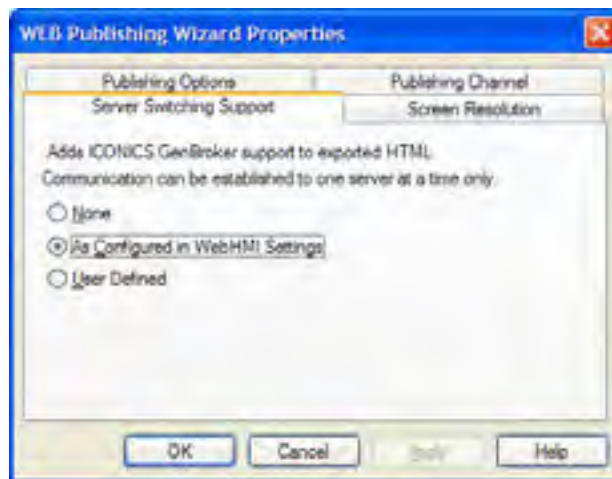 WEB Publishing Wizard Properties
Publishing Options Publishing Channel
Server Switching Support Screen Resolution
Adds ICONICS GenBroker support to exported HTML
Communication can be established to one server at a time only.
None
As Configured in WebHMI Settings
User Defined
OK Cancel Apply Help